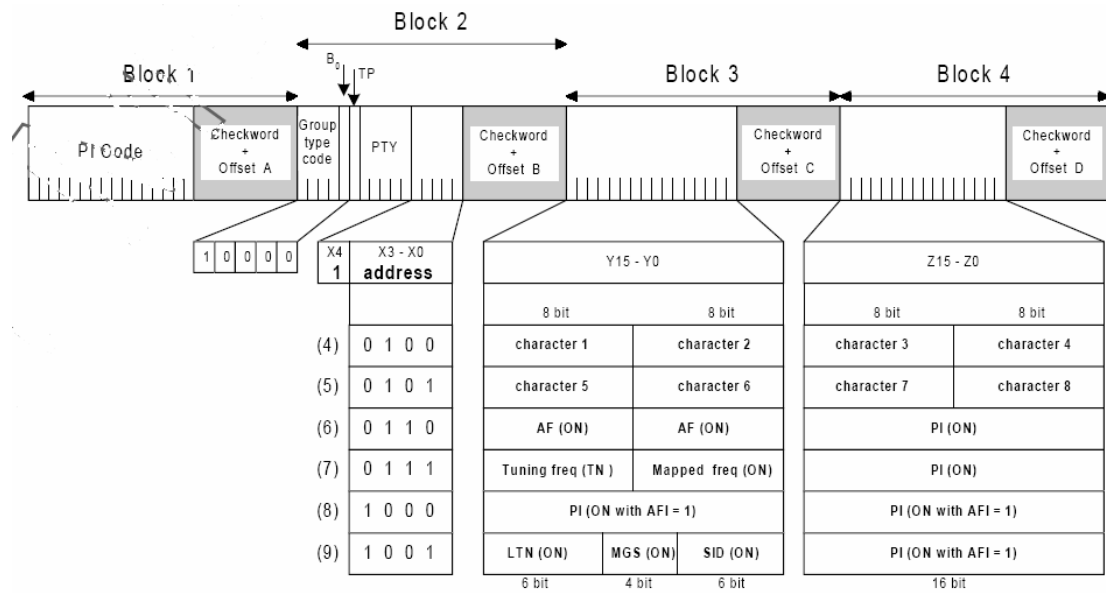 Block 2
B0 TP
Block 1 Block 3 Block 4
PI Code
Checkword + Offset A
Group type code
PTY
Checkword + Offset B
Checkword + Offset C
Checkword + Offset D
1 0 0 0 0
X4 X3 - X0
1 address
Y15 - Y0
Z15 - Z0
8 bit 8 bit 8 bit 8 bit
(4) 0 1 0 0 character 1 character 2 character 3 character 4
(5) 0 1 0 1 character 5 character 6 character 7 character 8
(6) 0 1 1 0 AF (ON) AF (ON) PI (ON)
(7) 0 1 1 1 Tuning freq (TN ) Mapped freq (ON) PI (ON)
(8) 1 0 0 0 PI (ON with AFI = 1) PI (ON with AFI = 1)
(9) 1 0 0 1 LTN (ON) MGS (ON) SID (ON) PI (ON with AFI = 1)
6 bit 4 bit 6 bit 16 bit